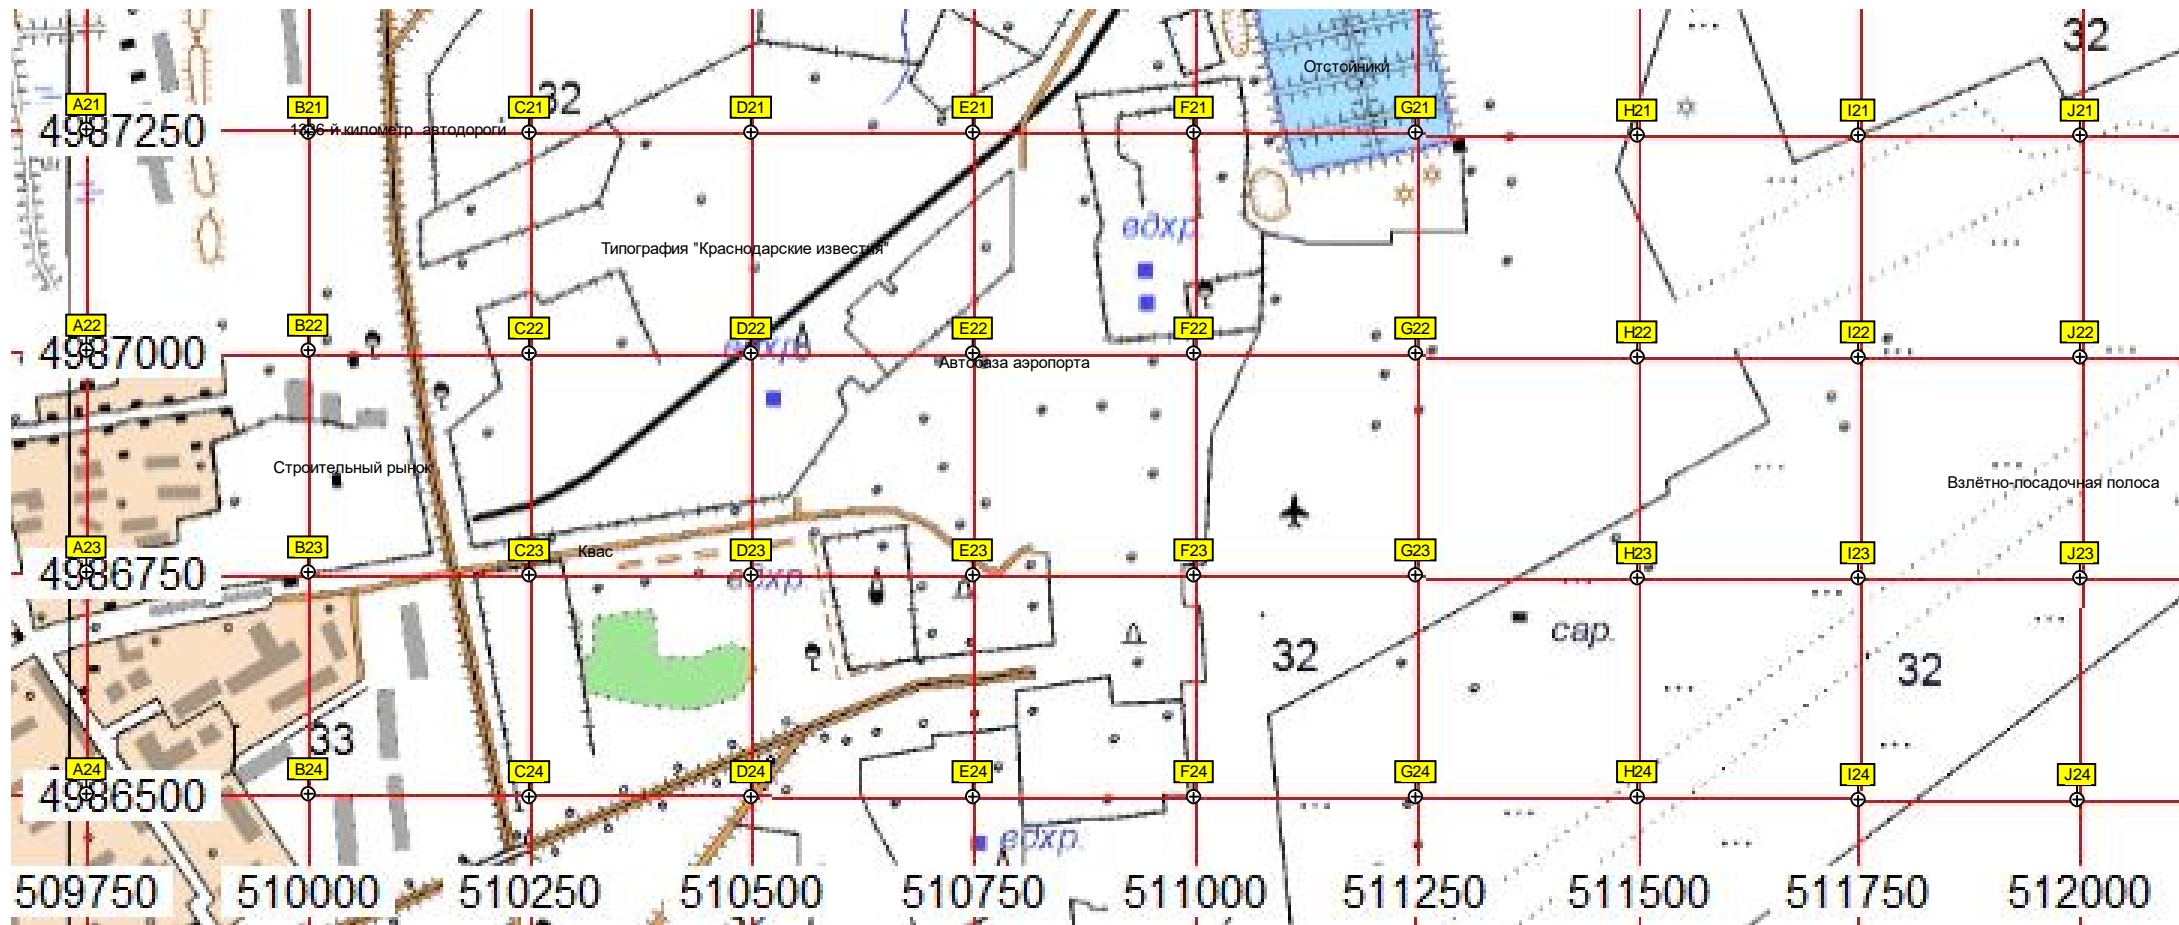 32
Отстойники
A21
B21
C21
32
D21
E21
F21
G21
H21
I21
J21
4987250
1386-й километр автодороги
вдхр.
Типография "Краснодарские известия"
A22
B22
C22
D22
E22
F22
G22
H22
I22
J22
4987000
вдхр.
Автобаза аэропорта
Строительный рынок
Взлётно-посадочная полоса
A23
B23
C23
Квас
D23
E23
F23
G23
H23
I23
J23
4986750
вдхр.
32
сар.
32
33
A24
B24
C24
D24
E24
F24
G24
H24
I24
J24
4986500
вдхр.
509750
510000
510250
510500
510750
511000
511250
511500
511750
512000